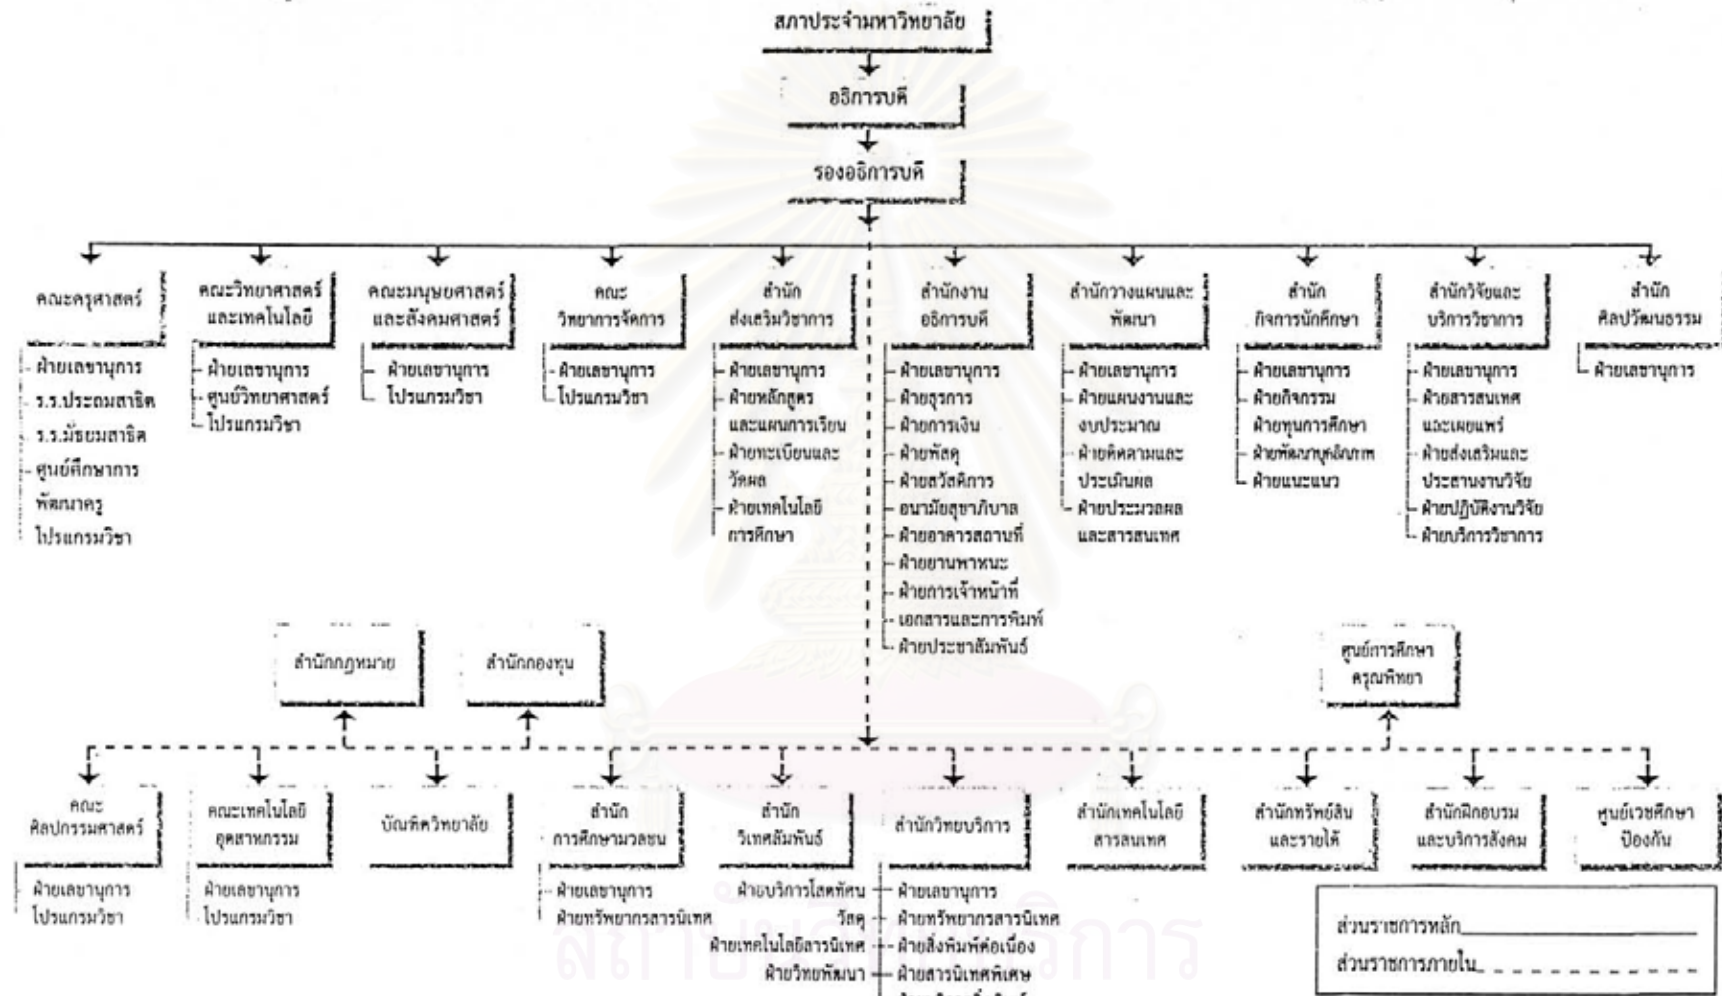 สภาประจำมหาวิทยาลัย
อธิการบดี
รองอธิการบดี
คณะครุศาสตร์
ฝ่ายเลขานุการ
ร.ร.ประถมสาธิต
ร.ร.มัธยมสาธิต
ศูนย์ศึกษาการ
พัฒนาครู
โปรแกรมวิชา
คณะวิทยาศาสตร์
และเทคโนโลยี
ฝ่ายเลขานุการ
ศูนย์วิทยาศาสตร์
โปรแกรมวิชา
คณะมนุษยศาสตร์
และสังคมศาสตร์
ฝ่ายเลขานุการ
โปรแกรมวิชา
คณะ
วิทยาการจัดการ
ฝ่ายเลขานุการ
โปรแกรมวิชา
สำนัก
ส่งเสริมวิชาการ
ฝ่ายเลขานุการ
ฝ่ายหลักสูตร
และแผนการเรียน
ฝ่ายทะเบียนและ
วัดผล
ฝ่ายเทคโนโลยี
การศึกษา
สำนักงาน
อธิการบดี
ฝ่ายเลขานุการ
ฝ่ายธุรการ
ฝ่ายการเงิน
ฝ่ายพัสดุ
ฝ่ายสวัสดิการ
อนามัยสุขาภิบาล
ฝ่ายอาคารสถานที่
ฝ่ายยานพาหนะ
ฝ่ายการเจ้าหน้าที่
เอกสารและการพิมพ์
ฝ่ายประชาสัมพันธ์
สำนักวางแผนและ
พัฒนา
ฝ่ายเลขานุการ
ฝ่ายแผนงานและ
งบประมาณ
ฝ่ายติดตามและ
ประเมินผล
ฝ่ายประมวลผล
และสารสนเทศ
สำนัก
กิจการนักศึกษา
ฝ่ายเลขานุการ
ฝ่ายกิจกรรม
ฝ่ายทุนการศึกษา
ฝ่ายพัฒนาบุคลิกภาพ
ฝ่ายแนะแนว
สำนักวิจัยและ
บริการวิชาการ
ฝ่ายเลขานุการ
ฝ่ายสารสนเทศ
และเผยแพร่
ฝ่ายส่งเสริมและ
ประสานงานวิจัย
ฝ่ายปฏิบัติงานวิจัย
ฝ่ายบริการวิชาการ
สำนัก
ศิลปวัฒนธรรม
ฝ่ายเลขานุการ
สำนักกฎหมาย
สำนักกองทุน
ศูนย์การศึกษา
ดรุณพิทยา
คณะ
ศิลปกรรมศาสตร์
ฝ่ายเลขานุการ
โปรแกรมวิชา
คณะเทคโนโลยี
อุตสาหกรรม
ฝ่ายเลขานุการ
โปรแกรมวิชา
บัณฑิตวิทยาลัย
สำนัก
การศึกษามวลชน
ฝ่ายเลขานุการ
ฝ่ายทรัพยากรสารนิเทศ
สำนัก
วิเทศสัมพันธ์
สำนักวิทยบริการ
ฝ่ายบริการโสตทัศน
วัสดุ
ฝ่ายเทคโนโลยีสารนิเทศ
ฝ่ายวิทยพัฒนา
ฝ่ายเลขานุการ
ฝ่ายทรัพยากรสารนิเทศ
ฝ่ายสิ่งพิมพ์ต่อเนื่อง
ฝ่ายสารนิเทศพิเศษ
สำนักเทคโนโลยี
สารสนเทศ
สำนักทรัพย์สิน
และรายได้
สำนักฝึกอบรม
และบริการสังคม
ศูนย์เวชศึกษา
ป้องกัน
ส่วนราชการหลัก
ส่วนราชการภายใน
สถาบันวิทยบริการ